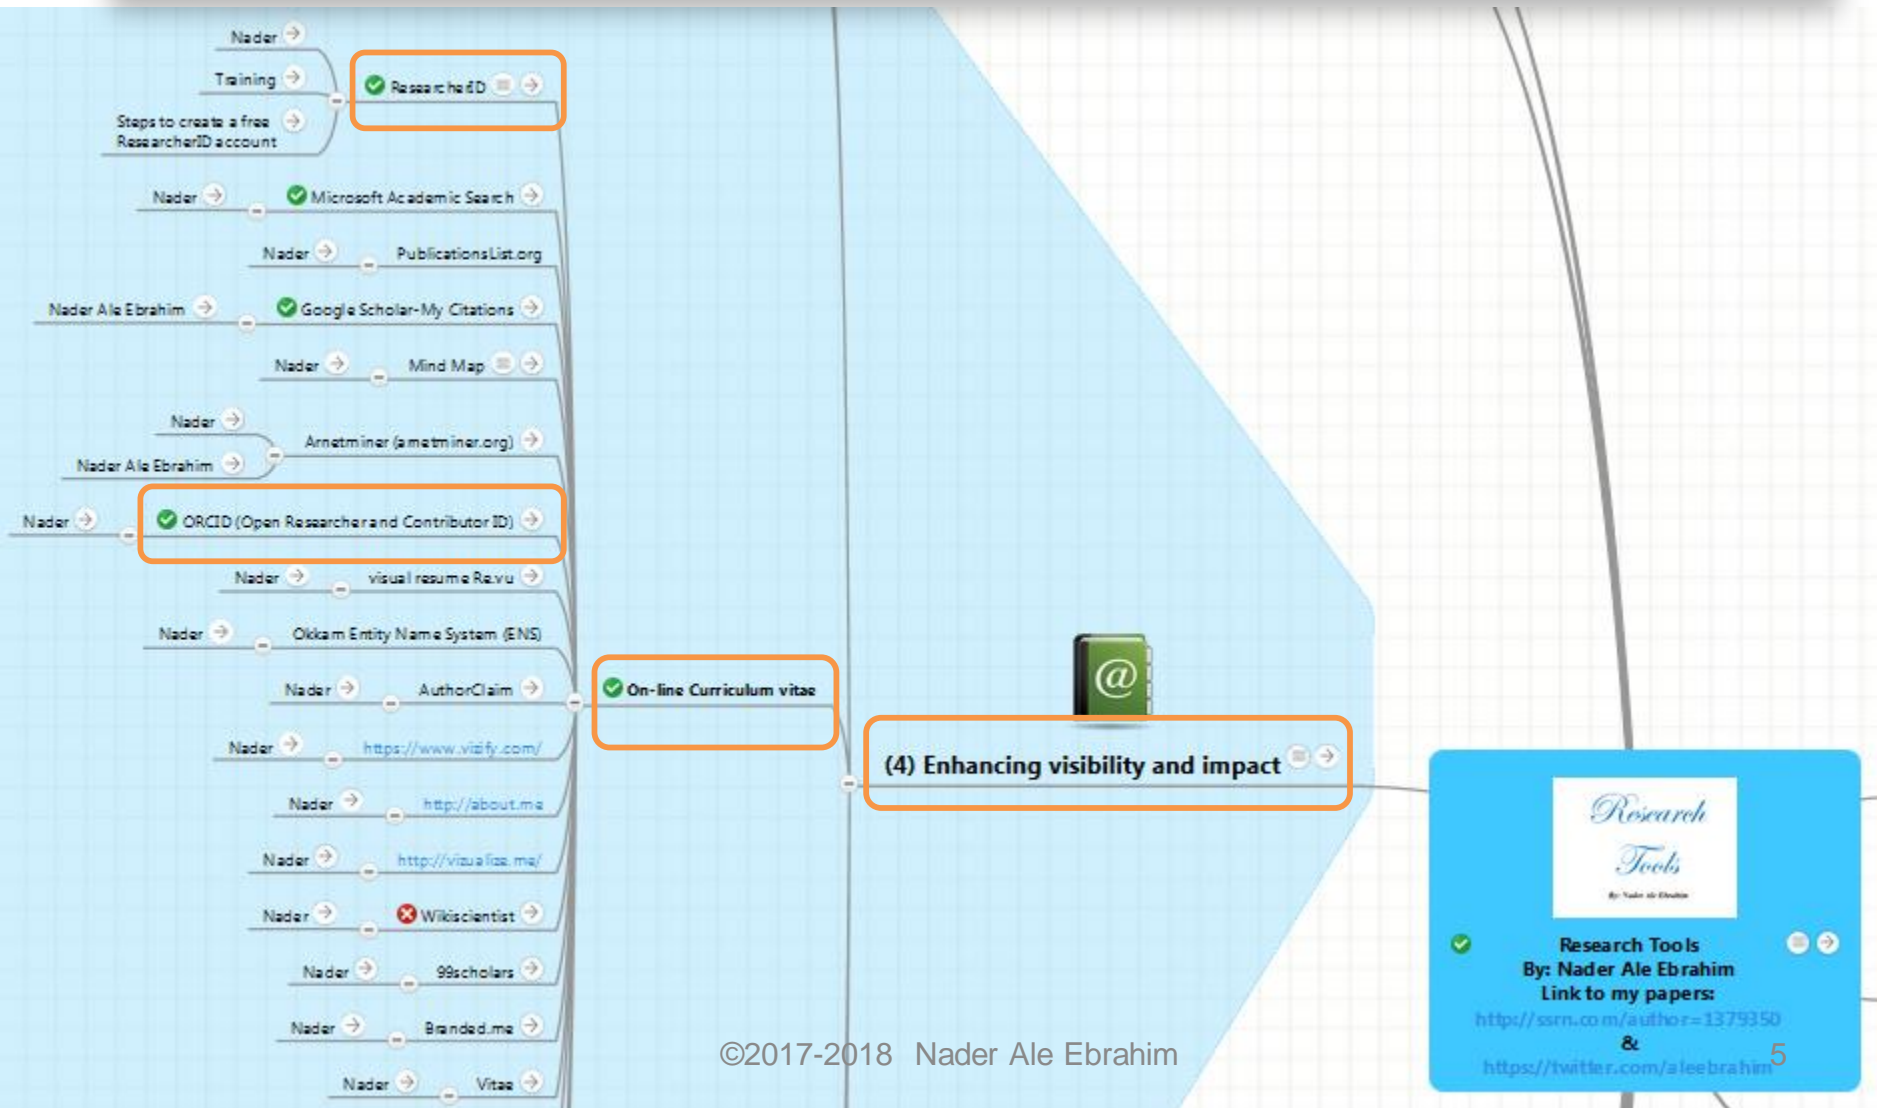 Nader
Training
Steps to create a free
ResearcherID account
ResearcherID
Nader
Microsoft Academic Search
Nader
PublicationsList.org
Nader Ale Ebrahim
Google Scholar-My Citations
Nader
Mind Map
Nader
Nader Ale Ebrahim
Arnetminer (arnetminer.org)
Nader
ORCID (Open Researcher and Contributor ID)
Nader
visual resume Re.vu
Nader
Okkam Entity Name System (ENS)
Nader
AuthorClaim
Nader
https://www.vizify.com/
Nader
http://about.me
Nader
http://vizualize.me/
Nader
Wikiscientist
Nader
99scholars
Nader
Branded.me
Nader
Vitae
On-line Curriculum vitae
@
(4) Enhancing visibility and impact
Research
Tools
By: Nader Ale Ebrahim
Research Tools
By: Nader Ale Ebrahim
Link to my papers:
http://ssrn.com/author=1379350
&
https://twitter.com/aleebrahim
©2017-2018 Nader Ale Ebrahim
5